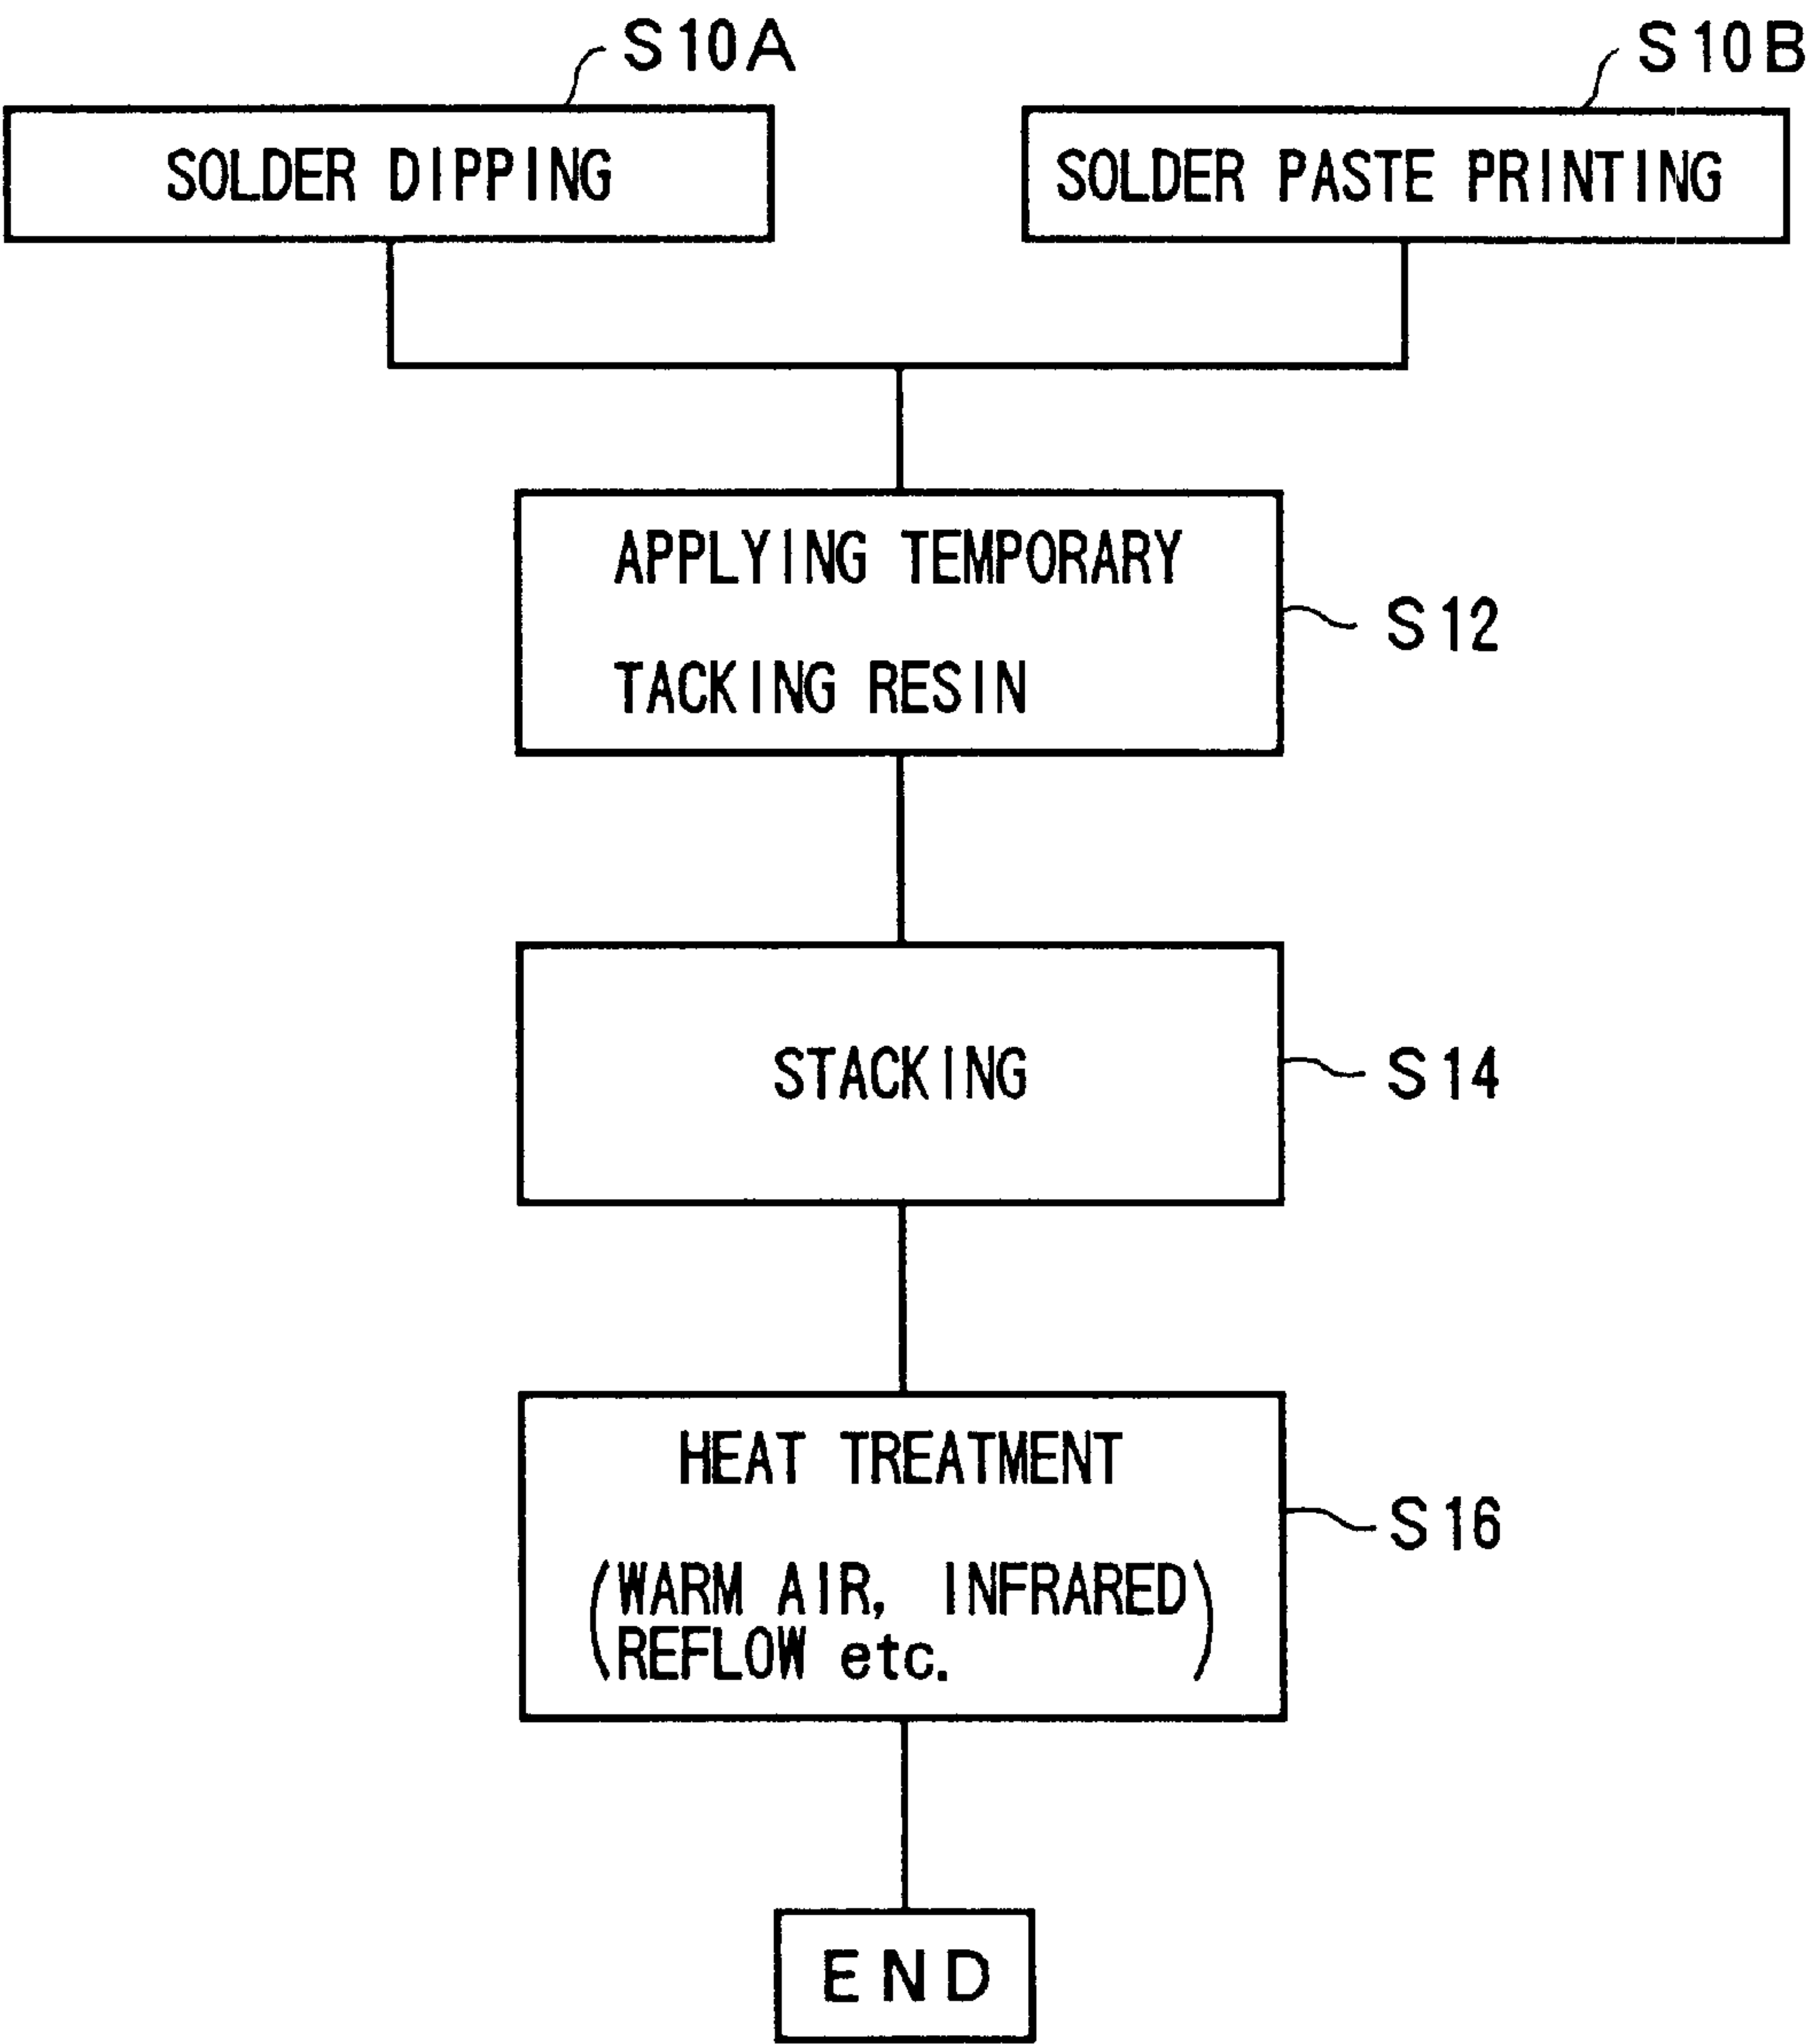 S10A
S10B
SOLDER DIPPING
SOLDER PASTE PRINTING
APPLYING TEMPORARY
TACKING RESIN
S12
STACKING
S14
HEAT TREATMENT
S16
(WARM AIR, INFRARED
REFLOW etc.)
END